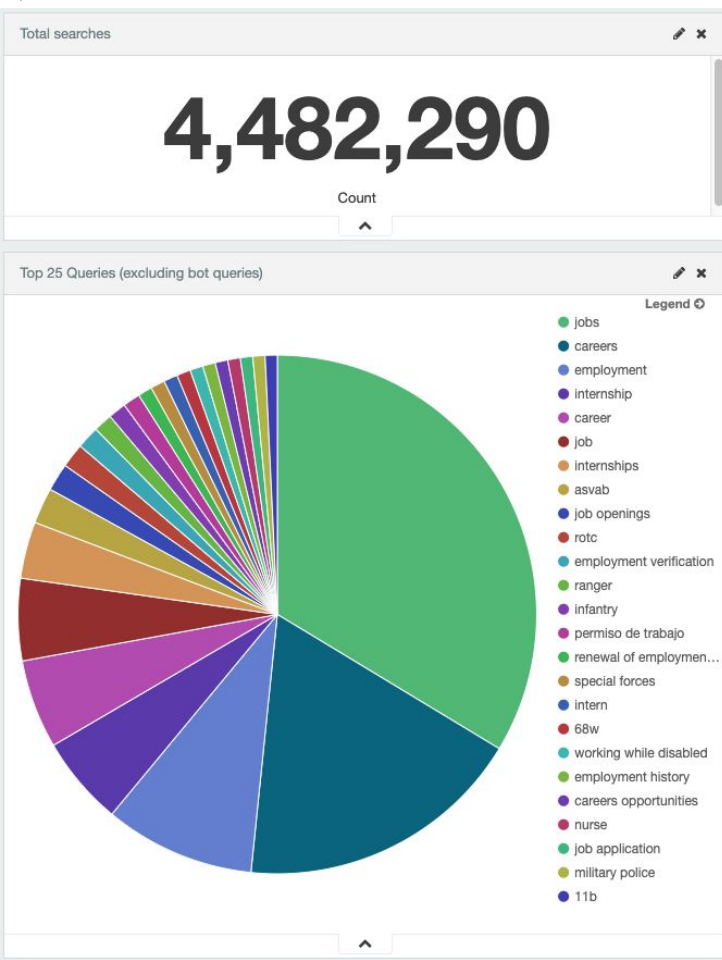 Total searches
4,482,290
Count
Top 25 Queries (excluding bot queries)
Legend
jobs
careers
employment
internship
career
job
internships
asvab
job openings
rotc
employment verification
ranger
infantry
permiso de trabajo
renewal of employmen...
special forces
intern
68w
working while disabled
employment history
careers opportunities
nurse
job application
military police
11b